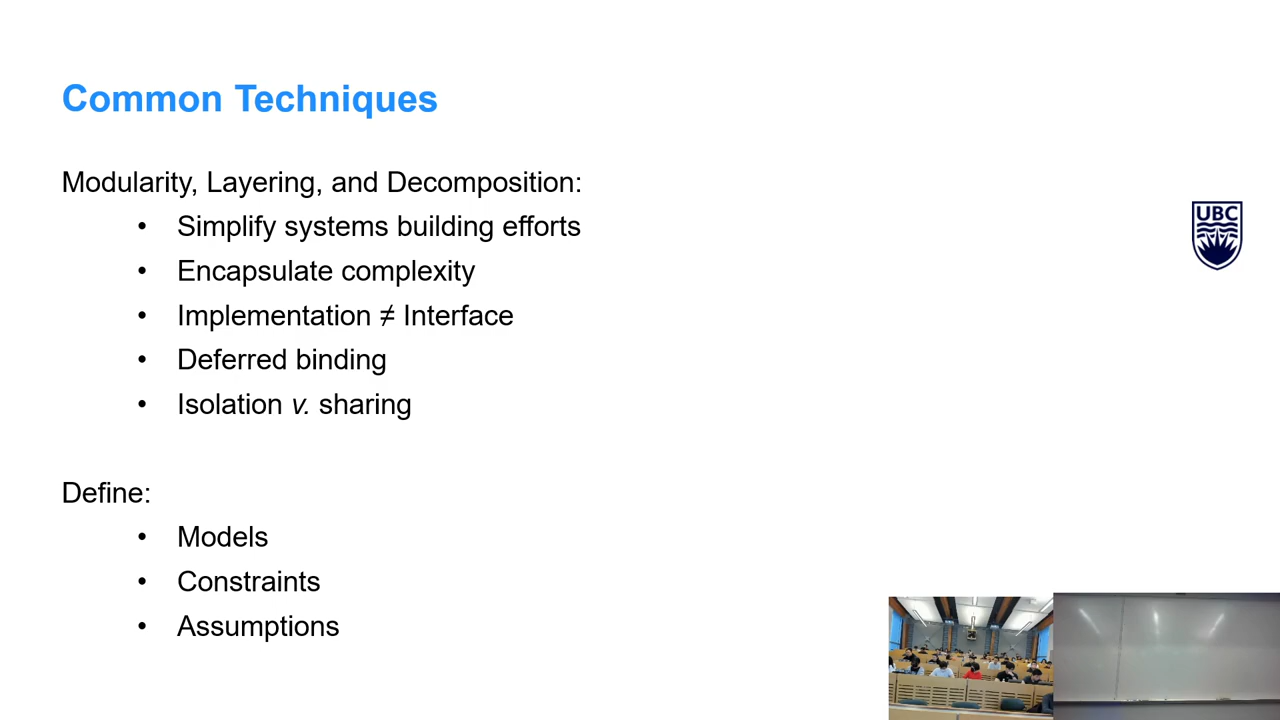 Common Techniques
Modularity, Layering, and Decomposition:
• Simplify systems building efforts
• Encapsulate complexity
• Implementation ≠ Interface
• Deferred binding
• Isolation v. sharing
Define:
• Models
• Constraints
• Assumptions
UBC